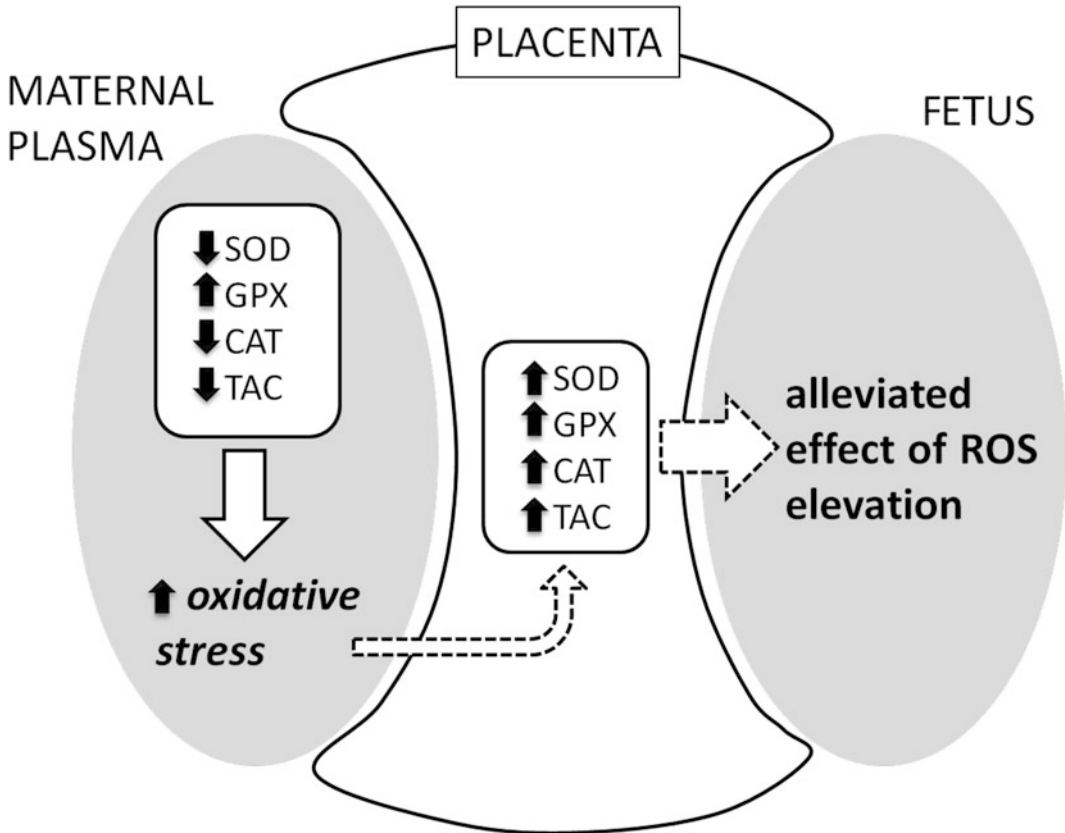 PLACENTA
MATERNAL
PLASMA
FETUS
SOD
GPX
CAT
TAC
oxidative
stress
SOD
GPX
CAT
TAC
alleviated
effect of ROS
elevation